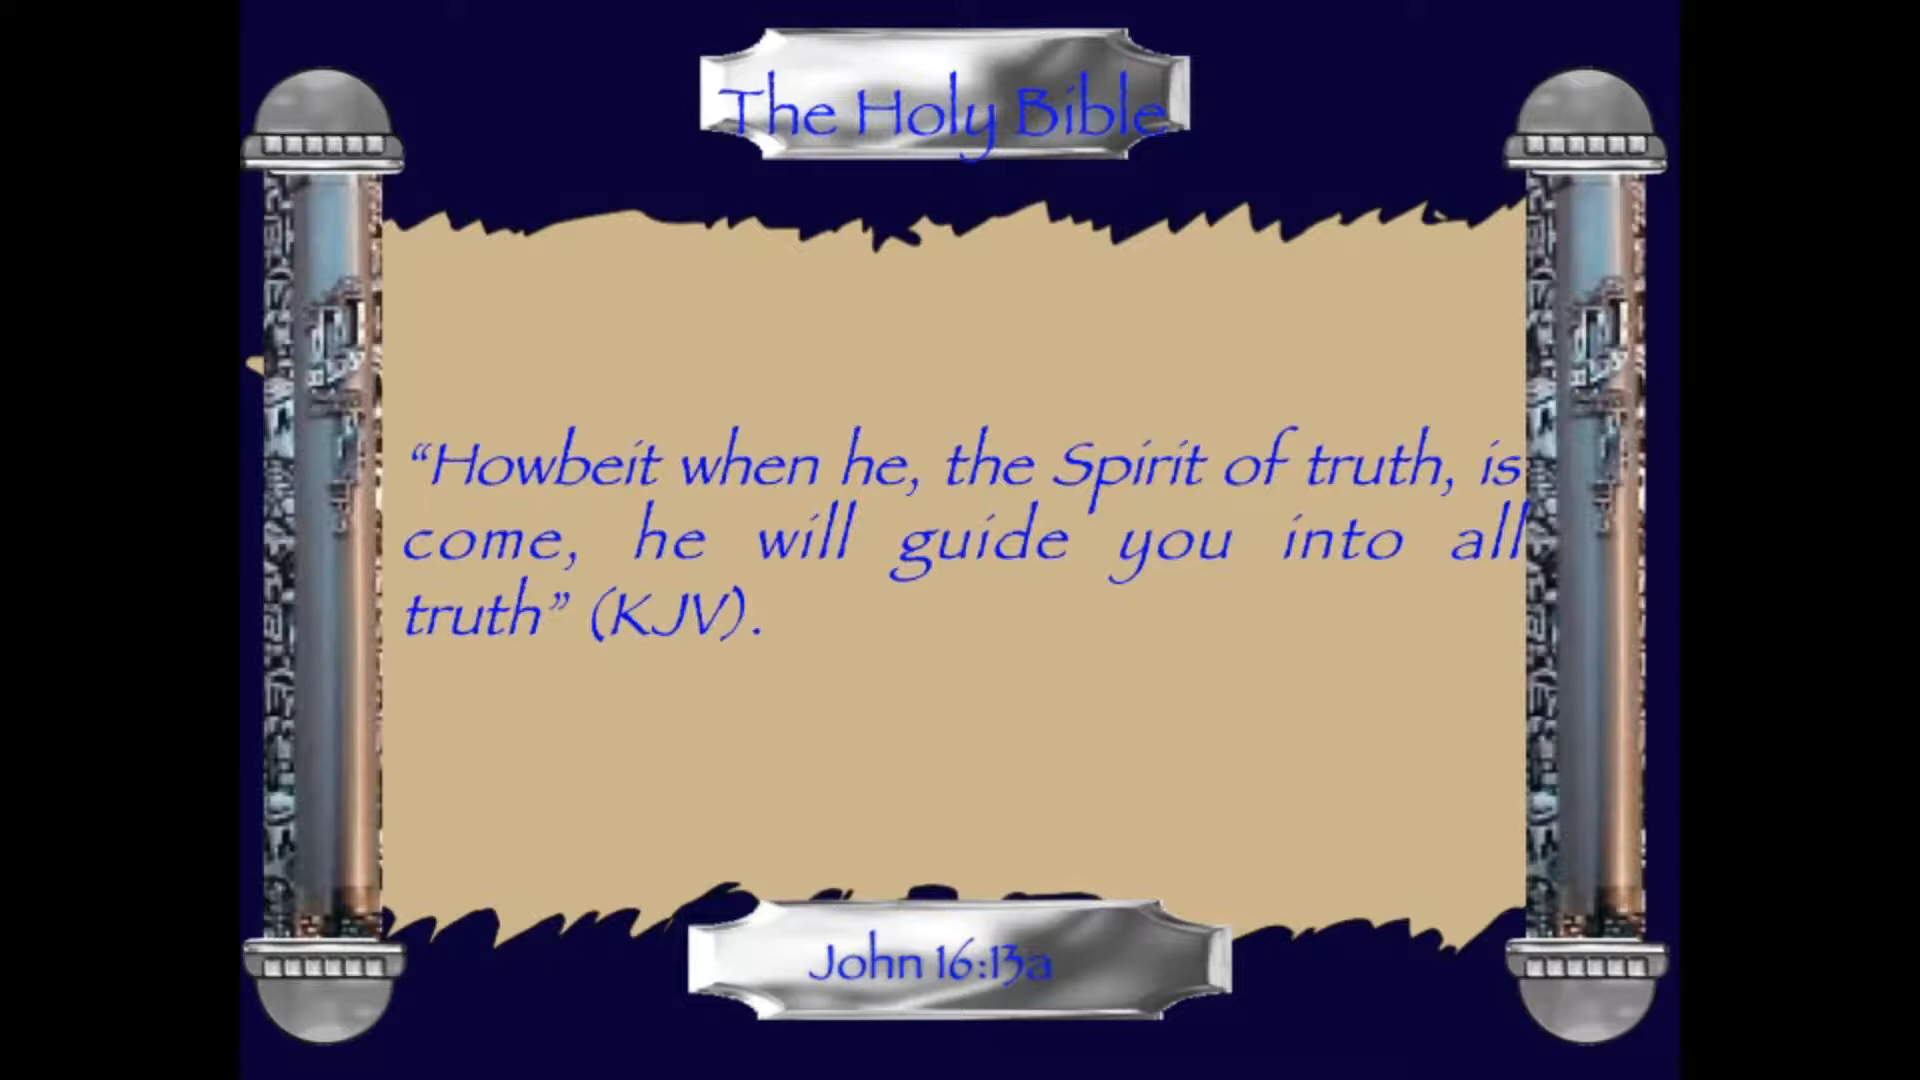 The Holy Bible
“Howbeit when he, the Spirit of truth, is
come, he will guide you into all
truth” (KJV).
John 16:13a